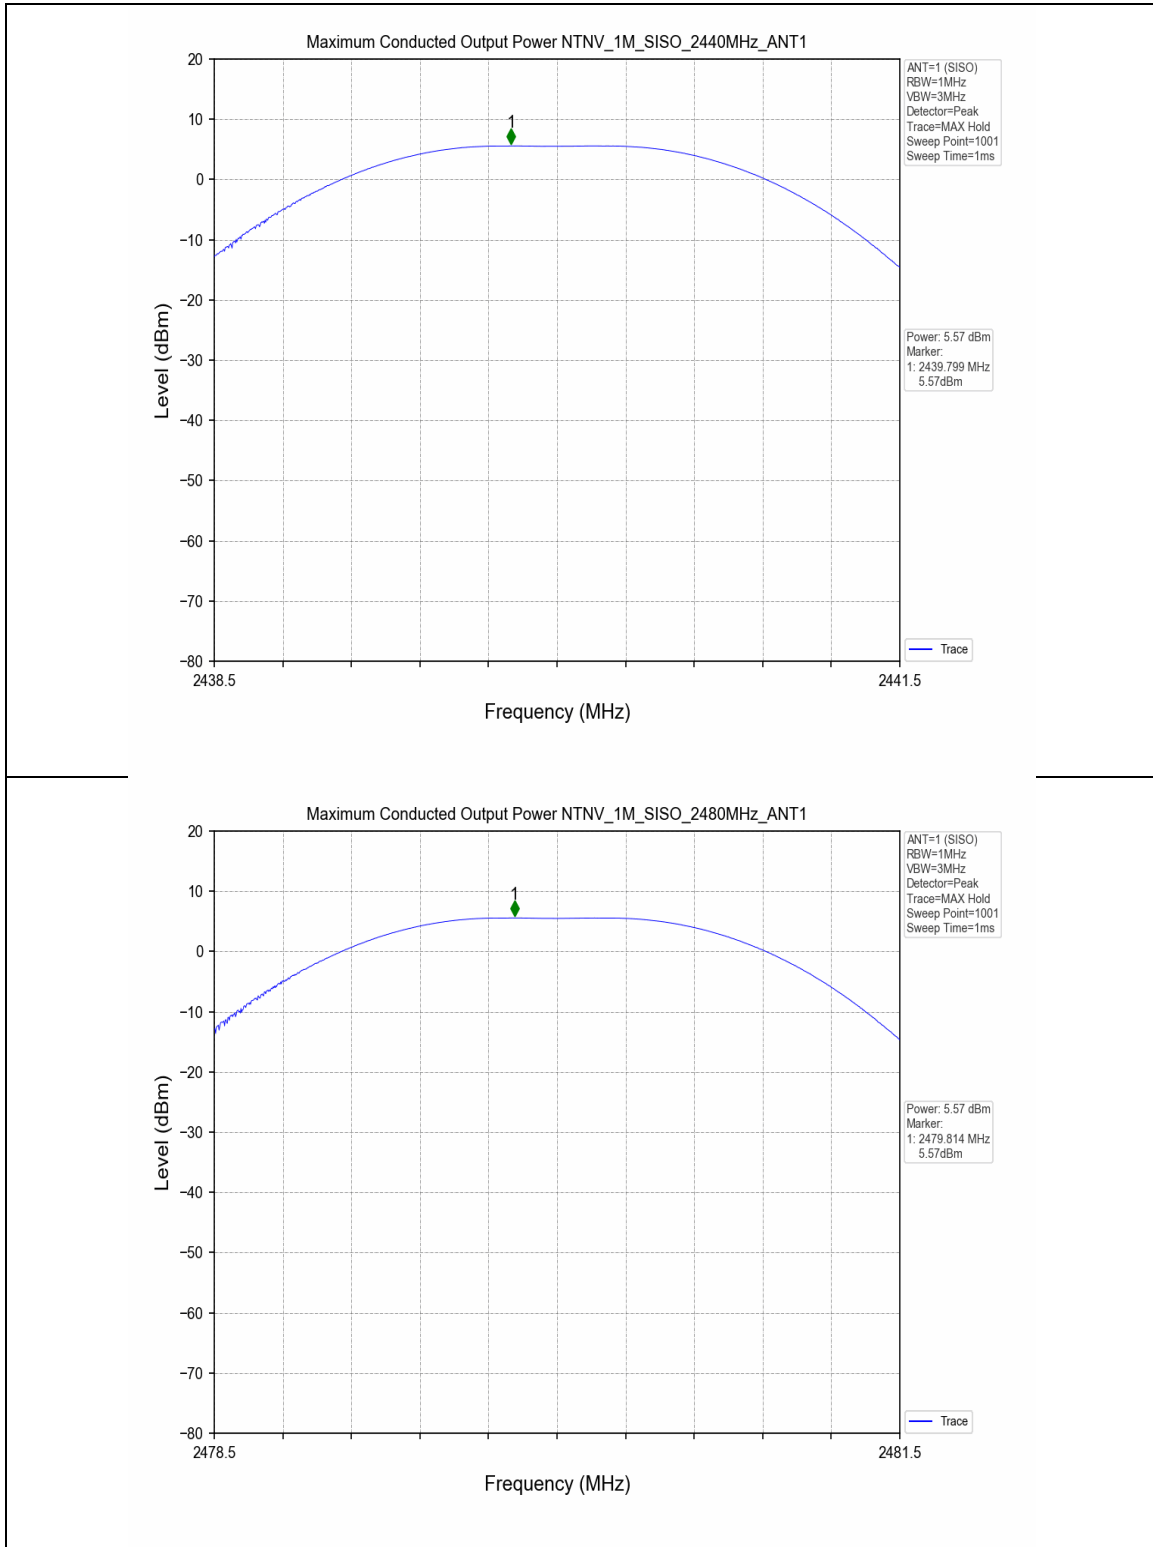 Maximum Conducted Output Power NTNV_1M_SISO_2440MHz_ANT1
20
10
0
−10
−20
−30
−40
−50
−60
−70
−80
Level (dBm)
1
2438.5
2441.5
Frequency (MHz)
ANT=1 (SISO)
RBW=1MHz
VBW=3MHz
Detector=Peak
Trace=MAX Hold
Sweep Point=1001
Sweep Time=1ms
Power: 5.57 dBm
Marker:
1: 2439.799 MHz
5.57dBm
Trace
Maximum Conducted Output Power NTNV_1M_SISO_2480MHz_ANT1
20
10
0
−10
−20
−30
−40
−50
−60
−70
−80
Level (dBm)
1
2478.5
2481.5
Frequency (MHz)
ANT=1 (SISO)
RBW=1MHz
VBW=3MHz
Detector=Peak
Trace=MAX Hold
Sweep Point=1001
Sweep Time=1ms
Power: 5.57 dBm
Marker:
1: 2479.814 MHz
5.57dBm
Trace